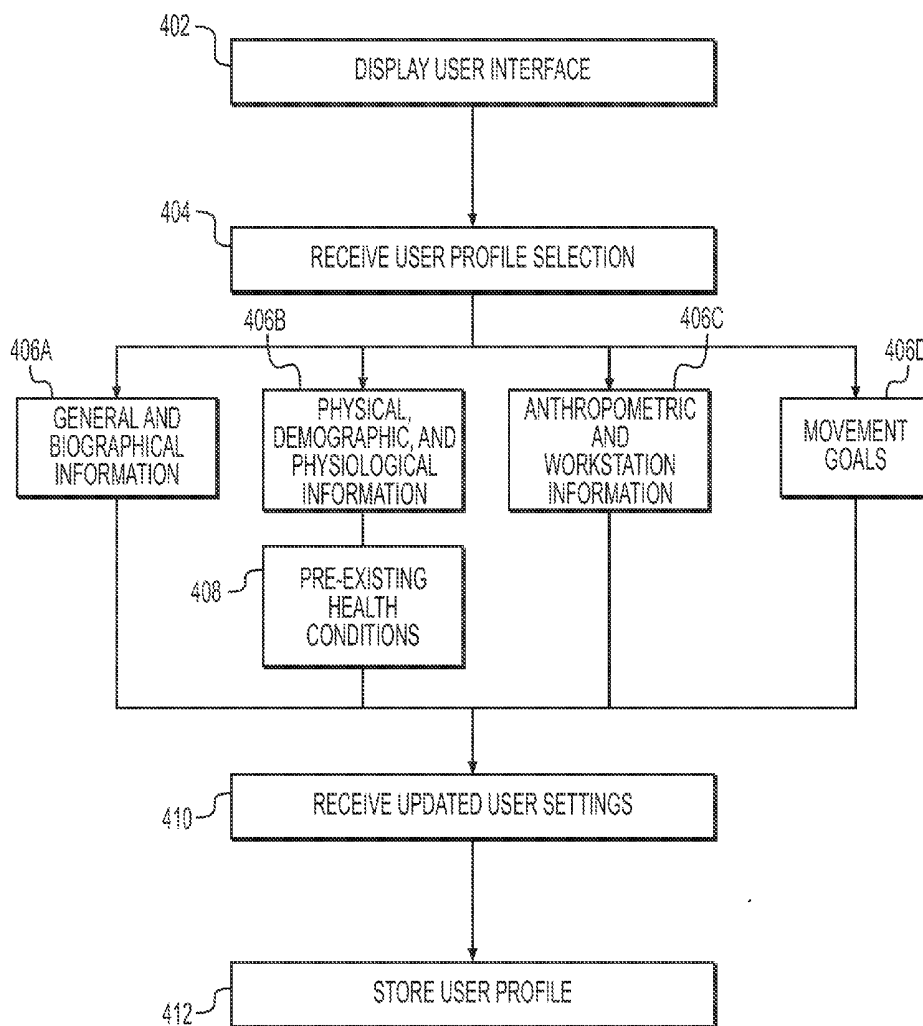 402
DISPLAY USER INTERFACE
404
RECEIVE USER PROFILE SELECTION
406A
GENERAL AND
BIOGRAPHICAL
INFORMATION
406B
PHYSICAL,
DEMOGRAPHIC, AND
PHYSIOLOGICAL
INFORMATION
406C
ANTHROPOMETRIC
AND
WORKSTATION
INFORMATION
406D
MOVEMENT
GOALS
408
PRE-EXISTING
HEALTH
CONDITIONS
410
RECEIVE UPDATED USER SETTINGS
412
STORE USER PROFILE